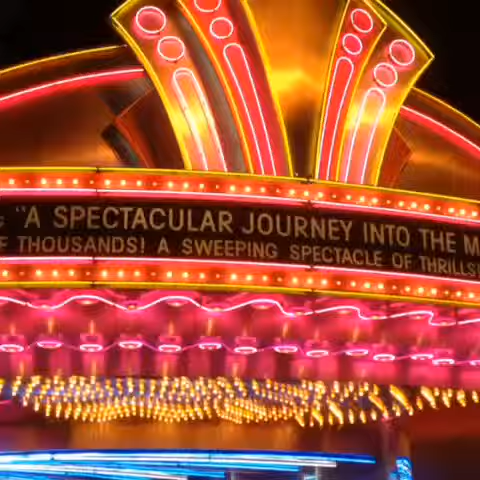 "A SPECTACULAR JOURNEY INTO THE M
THOUSANDS! A SWEEPING SPECTACLE OF THRILLS!